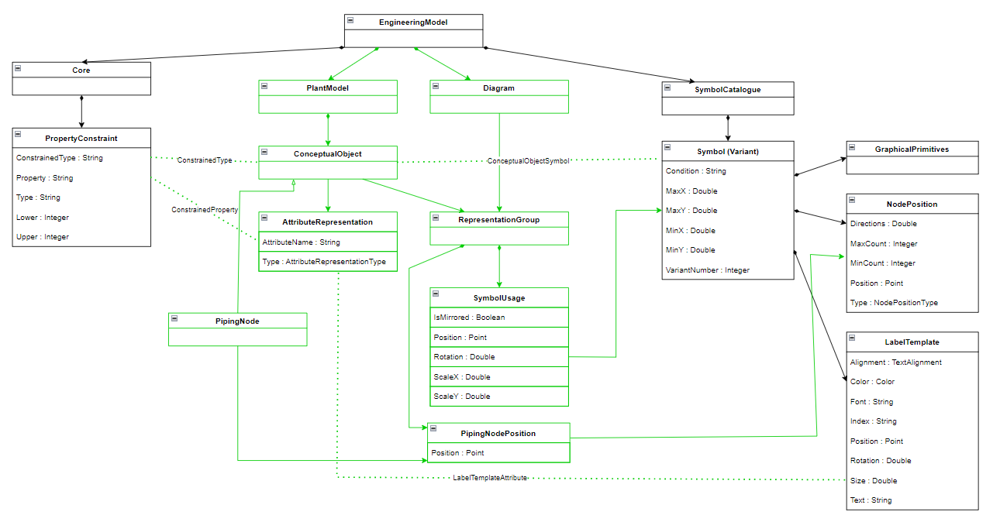 EngineeringModel
Core
PlantModel
Diagram
SymbolCatalogue
PropertyConstraint
ConstrainedType : String
Property : String
Type : String
Lower : Integer
Upper : Integer
ConstrainedType
ConstrainedProperty
ConceptualObject
ConceptualObjectSymbol
Symbol (Variant)
Condition : String
MaxX : Double
MaxY : Double
MinX : Double
MinY : Double
VariantNumber : Integer
GraphicalPrimitives
NodePosition
Directions : Double
MaxCount : Integer
MinCount : Integer
Position : Point
Type : NodePositionType
AttributeRepresentation
AttributeName : String
Type : AttributeRepresentationType
RepresentationGroup
SymbolUsage
IsMirrored : Boolean
Position : Point
Rotation : Double
ScaleX : Double
ScaleY : Double
PipingNode
PipingNodePosition
Position : Point
LabelTemplate
Alignment : TextAlignment
Color : Color
Font : String
Index : String
Position : Point
Rotation : Double
Size : Double
Text : String
LabelTemplateAttribute